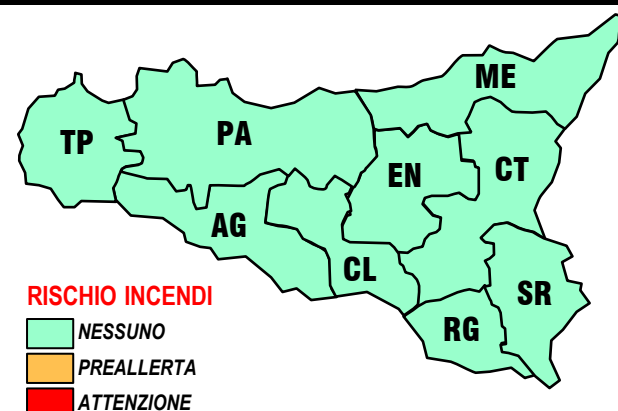 ME
TP
PA
EN
CT
AG
CL
SR
RG
RISCHIO INCENDI
NESSUNO
PREALLERTA
ATTENZIONE